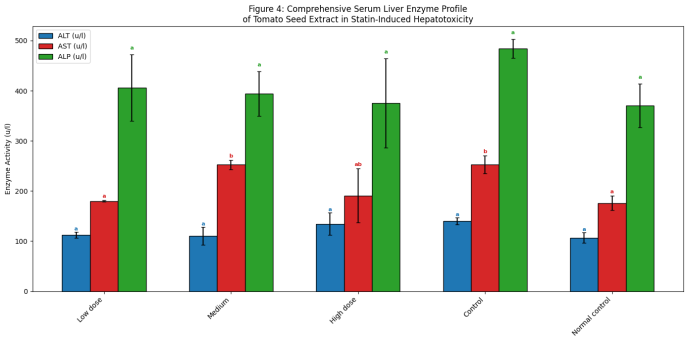 Figure 4: Comprehensive Serum Liver Enzyme Profile
of Tomato Seed Extract in Statin-Induced Hepatotoxicity
ALT (u/l)
AST (u/l)
ALP (u/l)
Enzyme Activity (u/l)
500
400
300
200
100
0
a a a
a b a
a ab a
a b a
a a a
Low dose
Medium
High dose
Control
Normal control